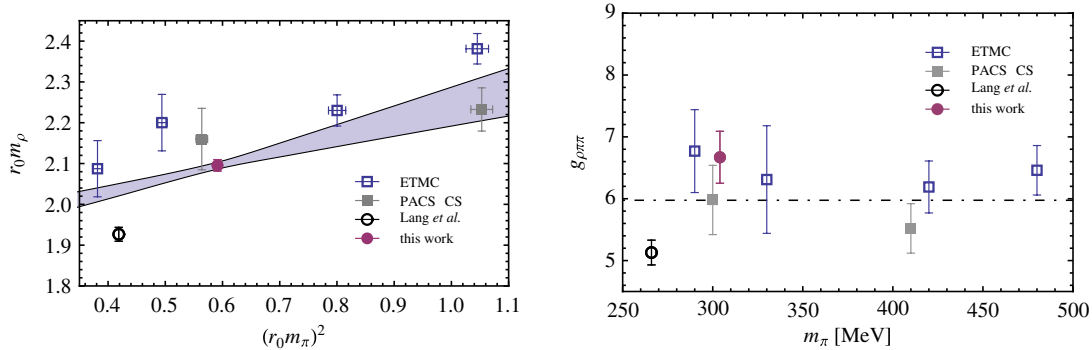 2.4
2.3
2.2
2.1
2.0
1.9
1.8
r₀mρ
ETMC
PACS CS
Lang et al.
this work
0.4 0.5 0.6 0.7 0.8 0.9 1.0 1.1
(r₀mπ)²
9
8
7
6
5
gρππ
ETMC
PACS CS
Lang et al.
this work
250 300 350 400 450 500
mπ [MeV]